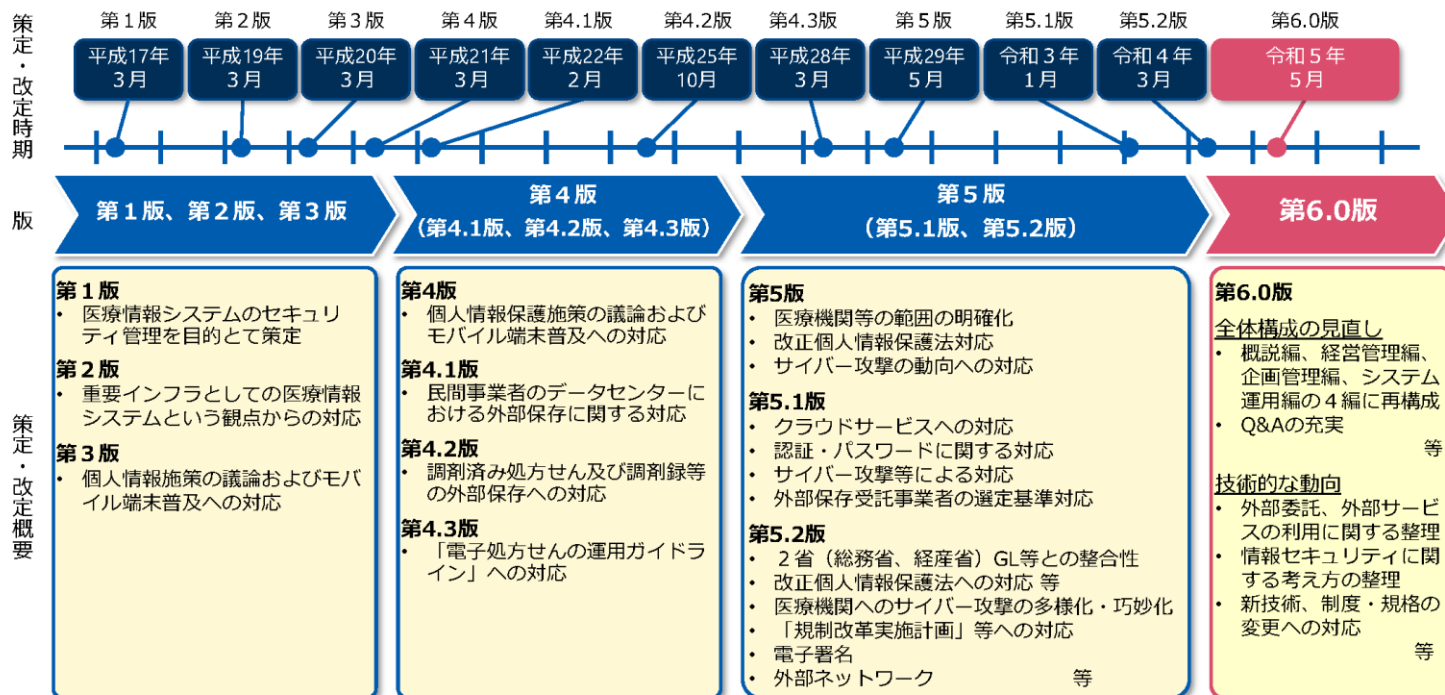 策定・改定時期
第１版
第２版
第３版
第４版
第4.1版
第4.2版
第4.3版
第５版
第5.1版
第5.2版
第6.0版
平成17年
３月
平成19年
３月
平成20年
３月
平成21年
３月
平成22年
２月
平成25年
10月
平成28年
３月
平成29年
５月
令和３年
１月
令和４年
３月
令和５年
５月
版
第１版、第２版、第３版
第４版
（第4.1版、第4.2版、第4.3版）
第５版
（第5.1版、第5.2版）
第6.0版
策定・改定概要
第１版
• 医療情報システムのセキュリ
ティ管理を目的とて策定
第２版
• 重要インフラとしての医療情報
システムという観点からの対応
第３版
• 個人情報施策の議論およびモバ
イル端末普及への対応
第4版
• 個人情報保護施策の議論および
モバイル端末普及への対応
第4.1版
• 民間事業者のデータセンターに
おける外部保存に関する対応
第4.2版
• 調剤済み処方せん及び調剤録等
の外部保存への対応
第4.3版
• 「電子処方せんの運用ガイドラ
イン」への対応
第5版
• 医療機関等の範囲の明確化
• 改正個人情報保護法対応
• サイバー攻撃の動向への対応
第5.1版
• クラウドサービスへの対応
• 認証・パスワードに関する対応
• サイバー攻撃等による対応
• 外部保存受託事業者の選定基準対応
第5.2版
• ２省（総務省、経産省）GL等との整合性
• 改正個人情報保護法への対応 等
• 医療機関へのサイバー攻撃の多様化・巧妙化
• 「規制改革実施計画」等への対応
• 電子署名
• 外部ネットワーク 等
第6.0版
全体構成の見直し
• 概説編、経営管理編、
企画管理編、システム
運用編の４編に再構成
• Q&Aの充実
等
技術的な動向
• 外部委託、外部サービ
スの利用に関する整理
• 情報セキュリティに関
する考え方の整理
• 新技術、制度・規格の
変更への対応
等